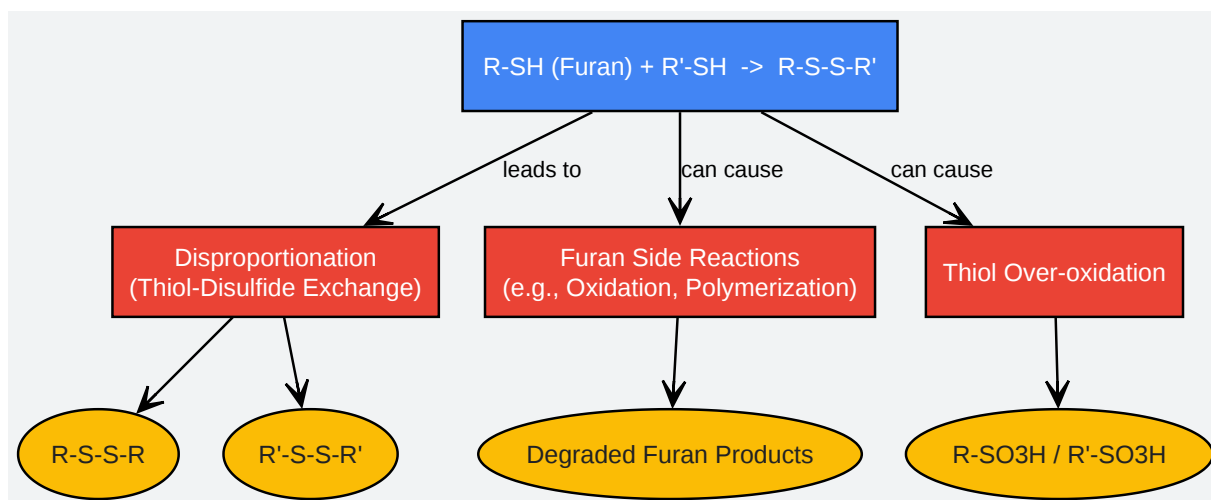 R-SH (Furan) + R'-SH -> R-S-S-R'
leads to
can cause
can cause
Disproportionation
(Thiol-Disulfide Exchange)
Furan Side Reactions
(e.g., Oxidation, Polymerization)
Thiol Over-oxidation
R-S-S-R
R'-S-S-R'
Degraded Furan Products
R-SO3H / R'-SO3H